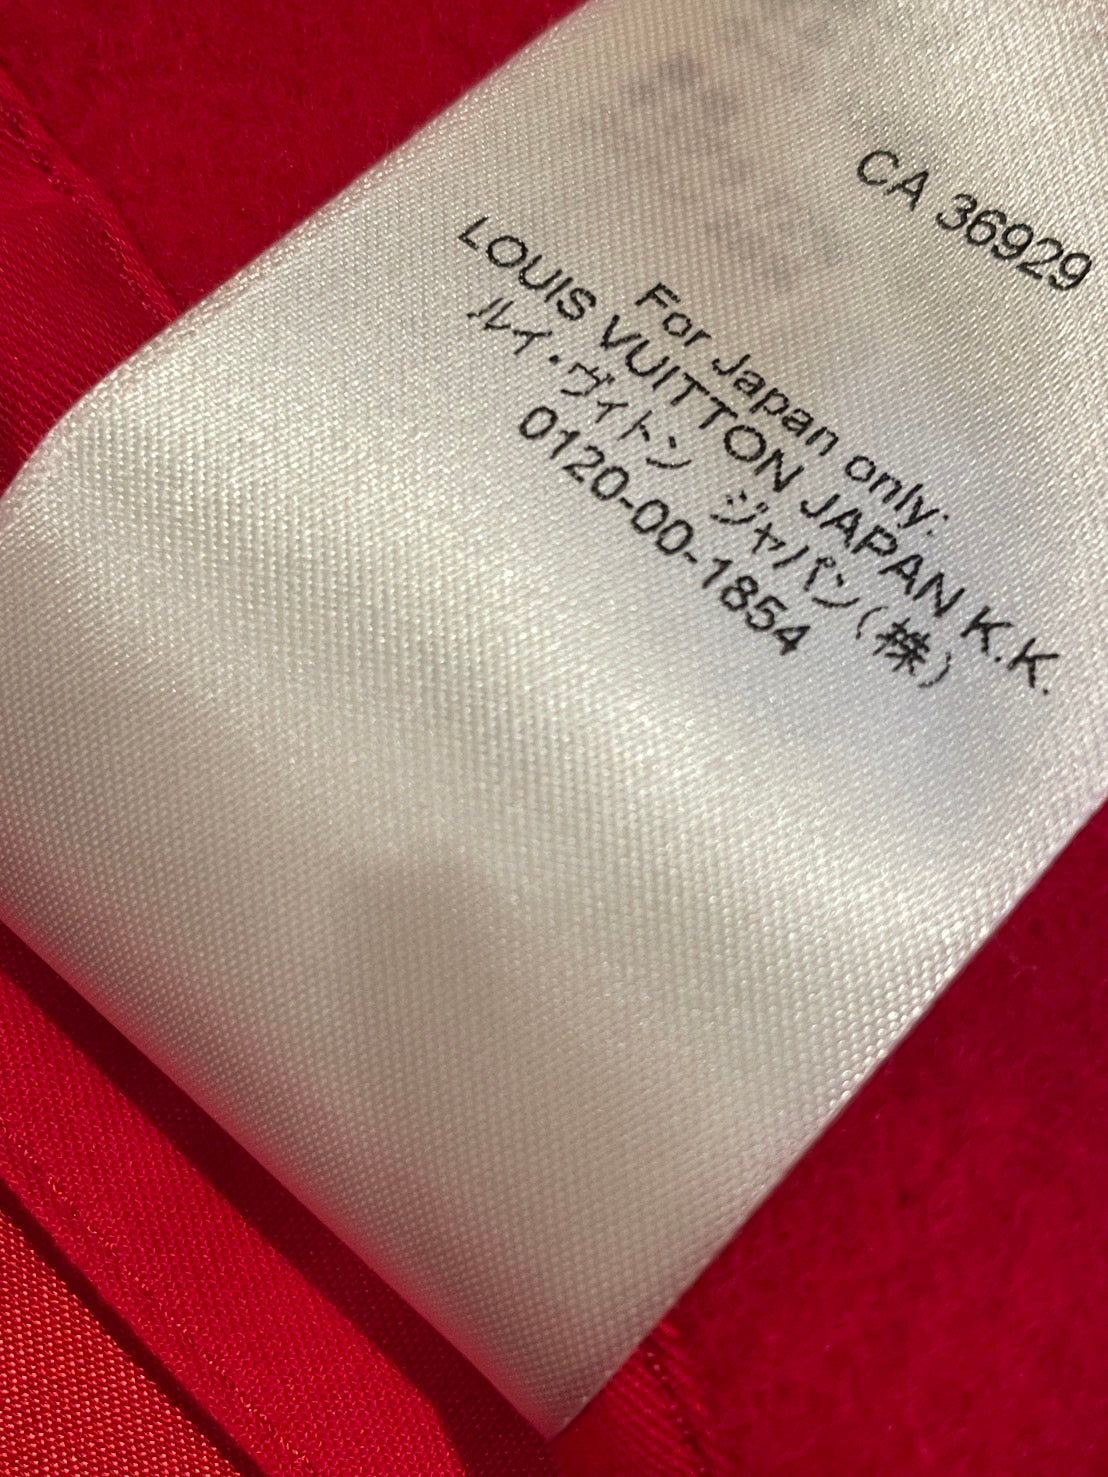 CA 36929
For Japan only:
LOUIS VUITTON JAPAN K.K.
ルイ・ヴィトン ジャパン(株)
0120-00-1854